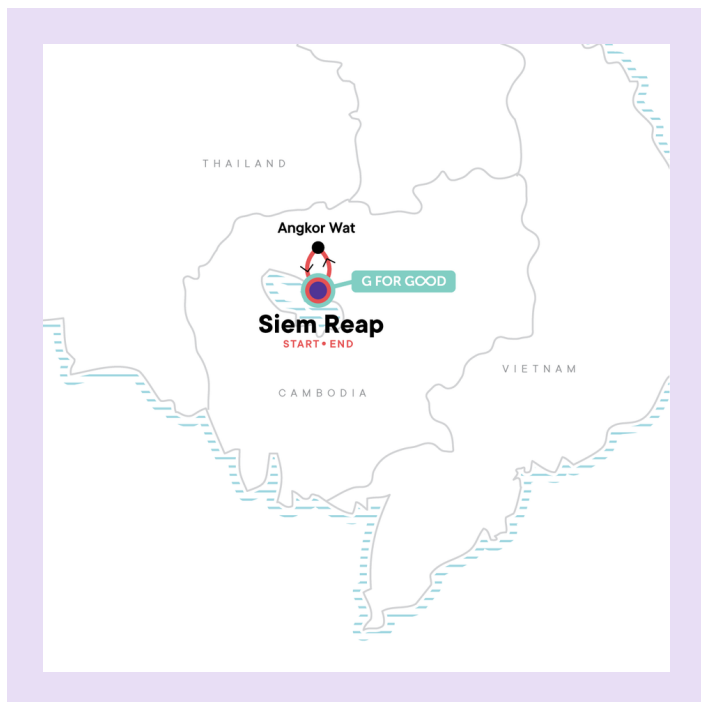 THAILAND
Angkor Wat
G FOR GOOD
Siem Reap
START • END
VIETNAM
CAMBODIA